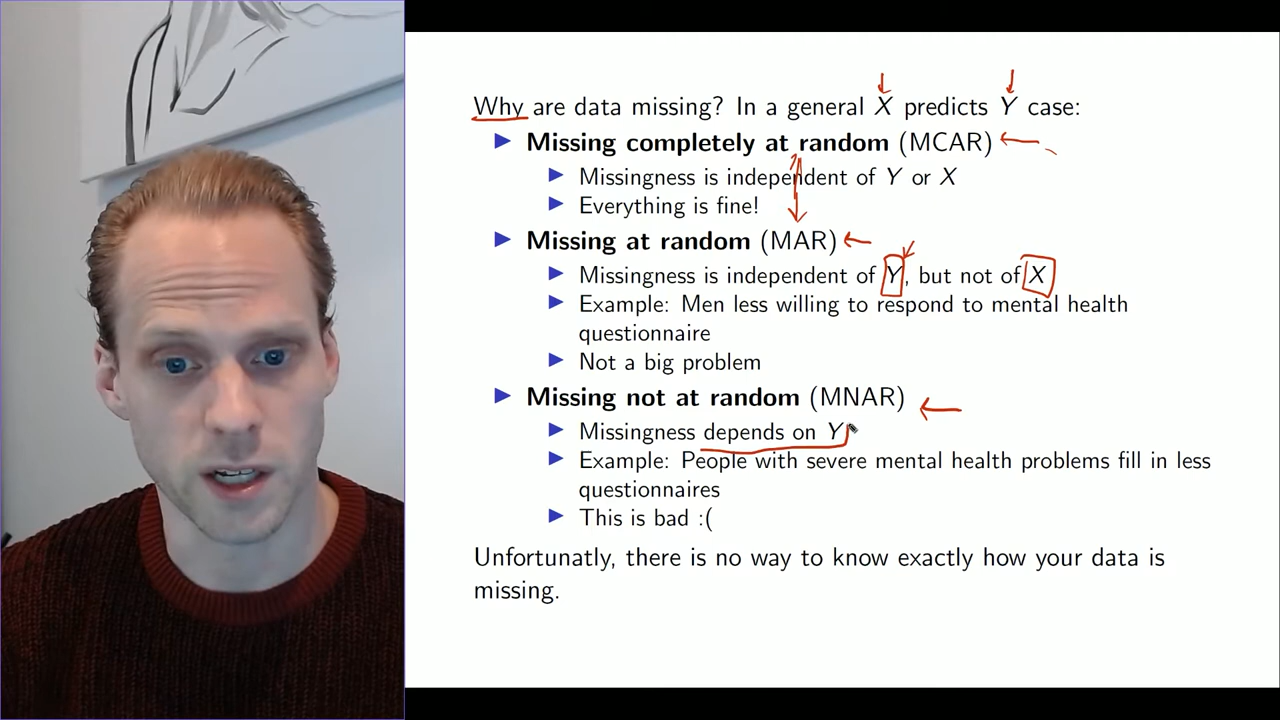 Why are data missing? In a general X predicts Y case:
▶ Missing completely at random (MCAR)
▶ Missingness is independent of Y or X
▶ Everything is fine!
▶ Missing at random (MAR)
▶ Missingness is independent of Y, but not of X
▶ Example: Men less willing to respond to mental health
questionnaire
▶ Not a big problem
▶ Missing not at random (MNAR)
▶ Missingness depends on Y
▶ Example: People with severe mental health problems fill in less
questionnaires
▶ This is bad :(
Unfortunatly, there is no way to know exactly how your data is
missing.